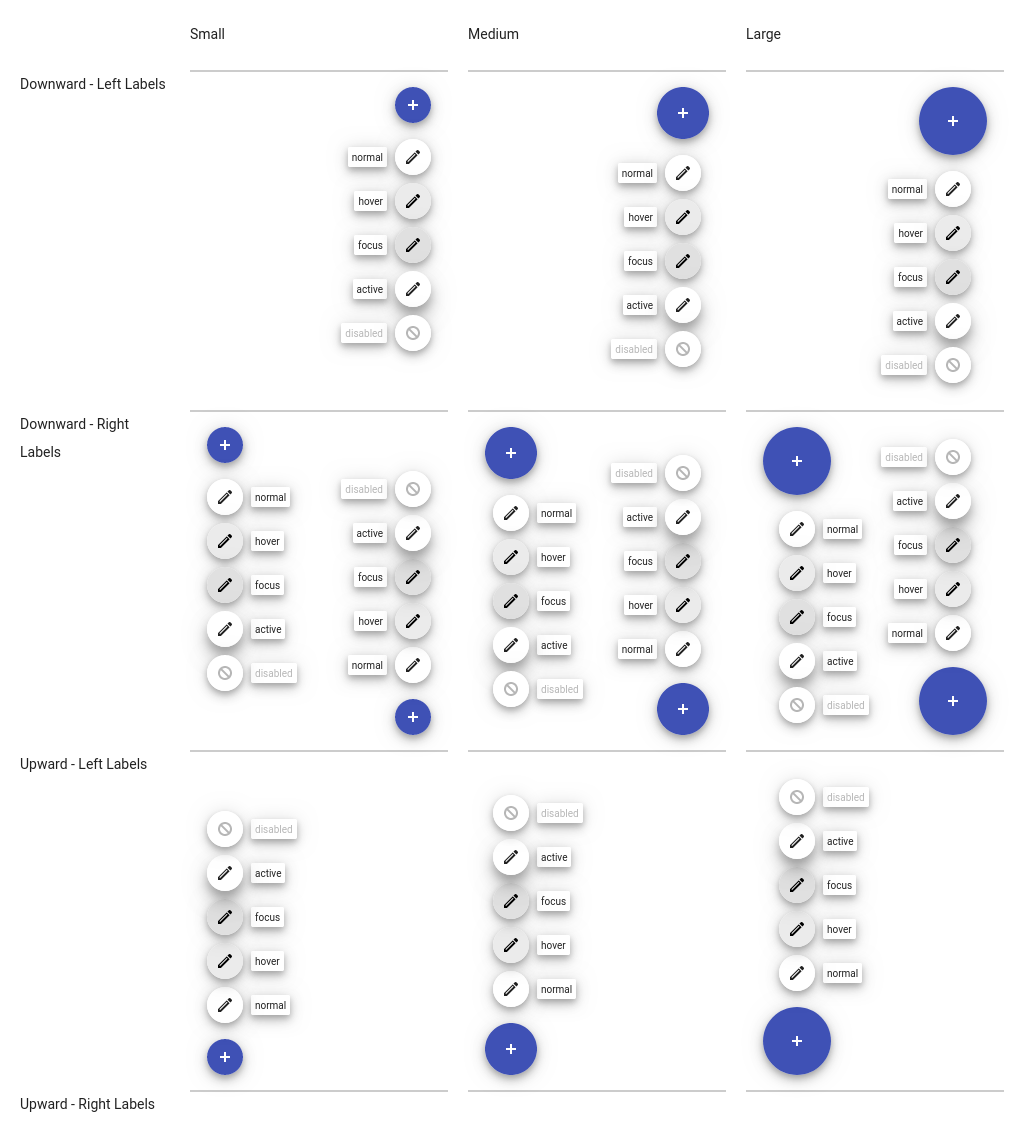 Small
Medium
Large
Downward - Left Labels
normal
hover
focus
active
disabled
normal
hover
focus
active
disabled
normal
hover
focus
active
disabled
Downward - Right
Labels
normal
hover
focus
active
disabled
disabled
active
focus
hover
normal
normal
hover
focus
active
disabled
disabled
active
focus
hover
normal
normal
hover
focus
active
disabled
disabled
active
focus
hover
normal
Upward - Left Labels
disabled
active
focus
hover
normal
disabled
active
focus
hover
normal
disabled
active
focus
hover
normal
Upward - Right Labels